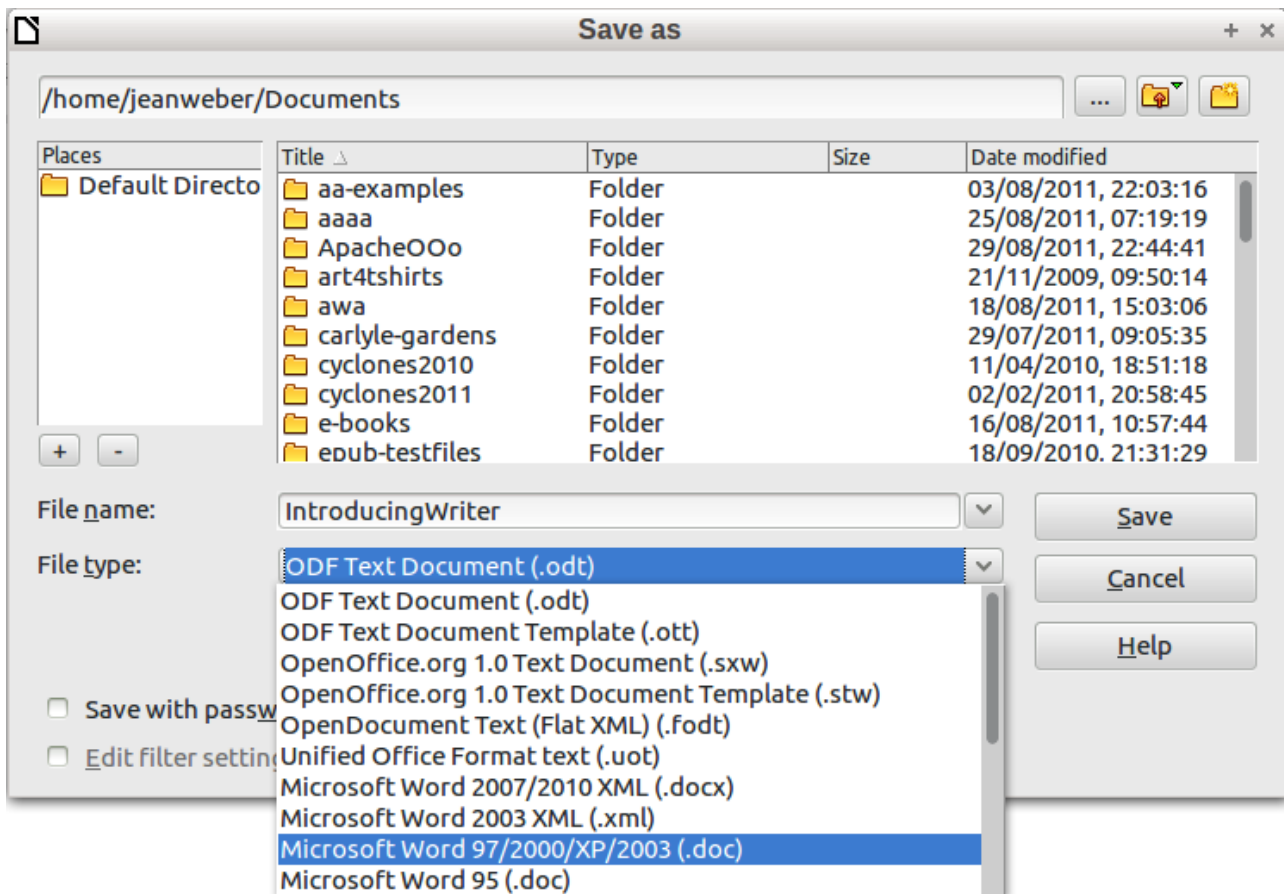 Save as
/home/jeanweber/Documents
...
Places
Default Directo
Title Type Size Date modified
aa-examples Folder 03/08/2011, 22:03:16
aaaa Folder 25/08/2011, 07:19:19
ApacheOOo Folder 29/08/2011, 22:44:41
art4tshirts Folder 21/11/2009, 09:50:14
awa Folder 18/08/2011, 15:03:06
carlyle-gardens Folder 29/07/2011, 09:05:35
cyclones2010 Folder 11/04/2010, 18:51:18
cyclones2011 Folder 02/02/2011, 20:58:45
e-books Folder 16/08/2011, 10:57:44
epub-testfiles Folder 18/09/2010, 21:31:29
+ -
File name: IntroducingWriter Save
File type: ODF Text Document (.odt) Cancel
Help
ODF Text Document (.odt)
ODF Text Document Template (.ott)
OpenOffice.org 1.0 Text Document (.sxw)
OpenOffice.org 1.0 Text Document Template (.stw)
OpenDocument Text (Flat XML) (.fodt)
Unified Office Format text (.uot)
Microsoft Word 2007/2010 XML (.docx)
Microsoft Word 2003 XML (.xml)
Microsoft Word 97/2000/XP/2003 (.doc)
Microsoft Word 95 (.doc)
Save with passw
Edit filter setting